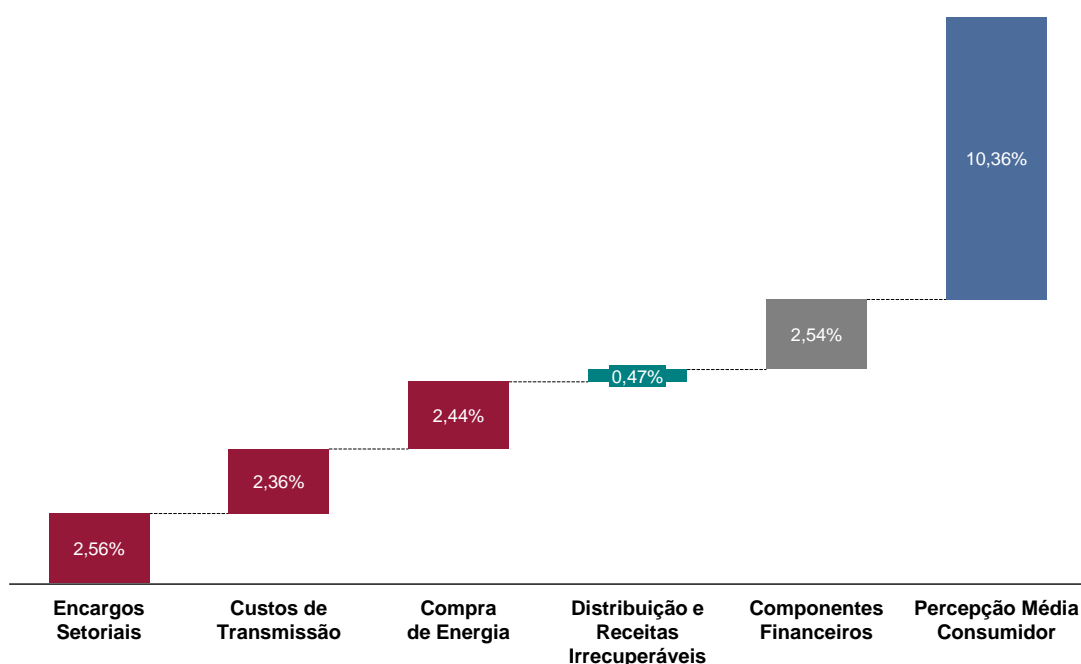 10,36%
2,54%
0,47%
2,44%
2,36%
2,56%
Encargos
Setoriais
Custos de
Transmissão
Compra
de Energia
Distribuição e
Receitas
Irrecuperáveis
Componentes
Financeiros
Percepção Média
Consumidor